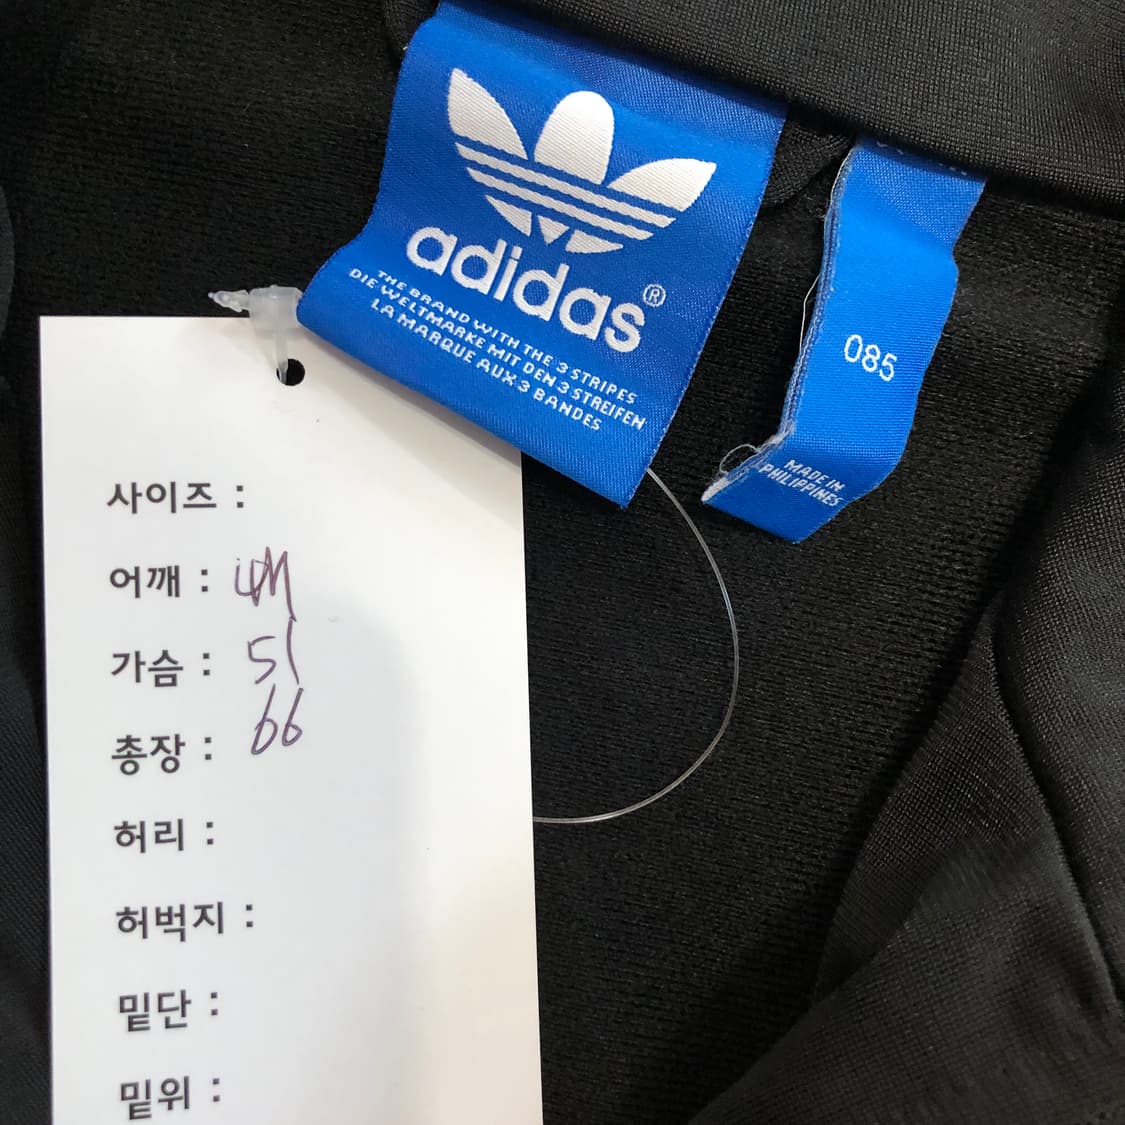 adidas®
THE BRAND WITH THE 3 STRIPES
DIE WELTMARKE MIT DEN 3 STREIFEN
LA MARQUE AUX 3 BANDES
085
MADE IN
PHILIPPINES
사이즈 :
어깨 :
가슴 : 51
총장 : 66
허리 :
허벅지 :
밑단 :
밑위 :